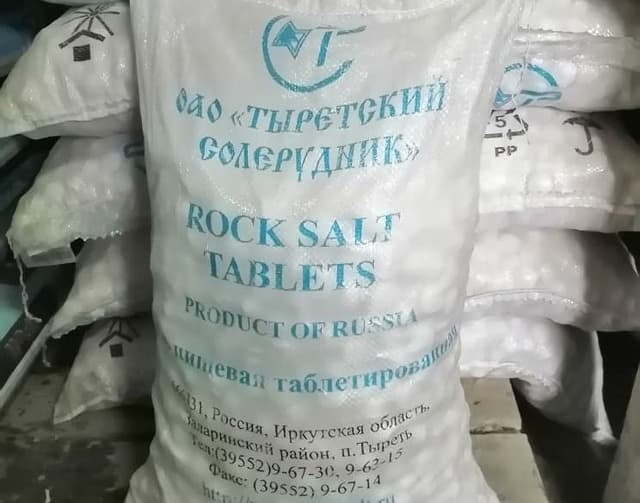 ОАО «ТЫРЕТСКИЙ
СОЛЕРУДНИК»
ROCK SALT
TABLETS
PRODUCT OF RUSSIA
пищевая таблетированная
Россия, Иркутская область,
Заларинский район, п.Тыреть
Тел:(39552)9-67-30, 9-62-15
Факс: (39552) 9-67-14
5
PP